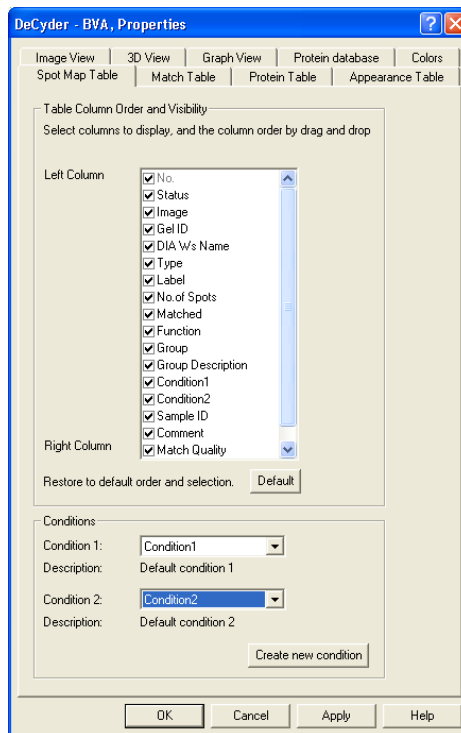 DeCyder - BVA, Properties
Image View 3D View Graph View Protein database Colors
Spot Map Table Match Table Protein Table Appearance Table
Table Column Order and Visibility
Select columns to display, and the column order by drag and drop
Left Column
No.
Status
Image
Gel ID
DIA Ws Name
Type
Label
No.of Spots
Matched
Function
Group
Group Description
Condition1
Condition2
Sample ID
Comment
Right Column
Match Quality
Restore to default order and selection. Default
Conditions
Condition 1: Condition1
Description: Default condition 1
Condition 2: Condition2
Description: Default condition 2
Create new condition
OK Cancel Apply Help